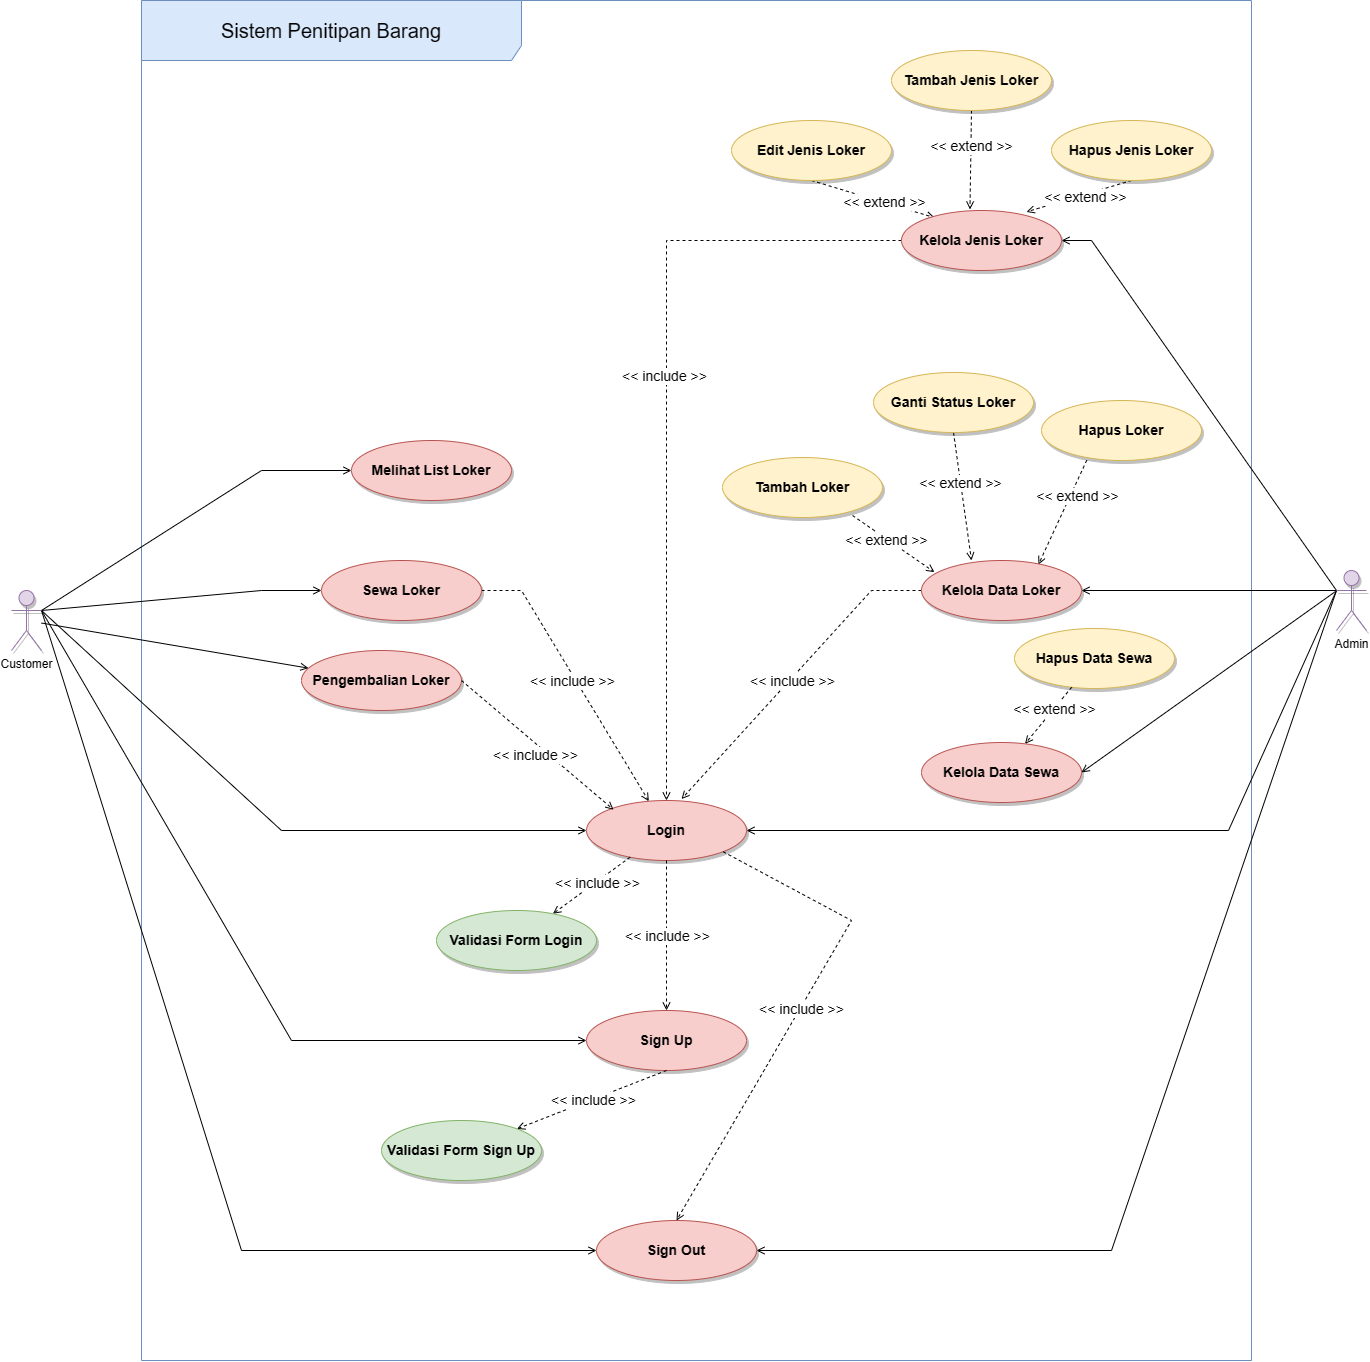 Sistem Penitipan Barang
Tambah Jenis Loker
Edit Jenis Loker
<< extend >>
Hapus Jenis Loker
<< extend >>
<< extend >>
Kelola Jenis Loker
<< include >>
Ganti Status Loker
Hapus Loker
Melihat List Loker
Tambah Loker
<< extend >>
<< extend >>
<< extend >>
Sewa Loker
Kelola Data Loker
Customer
Admin
Hapus Data Sewa
Pengembalian Loker
<< include >>
<< include >>
<< extend >>
<< include >>
Kelola Data Sewa
Login
<< include >>
Validasi Form Login
<< include >>
<< include >>
Sign Up
<< include >>
Validasi Form Sign Up
Sign Out